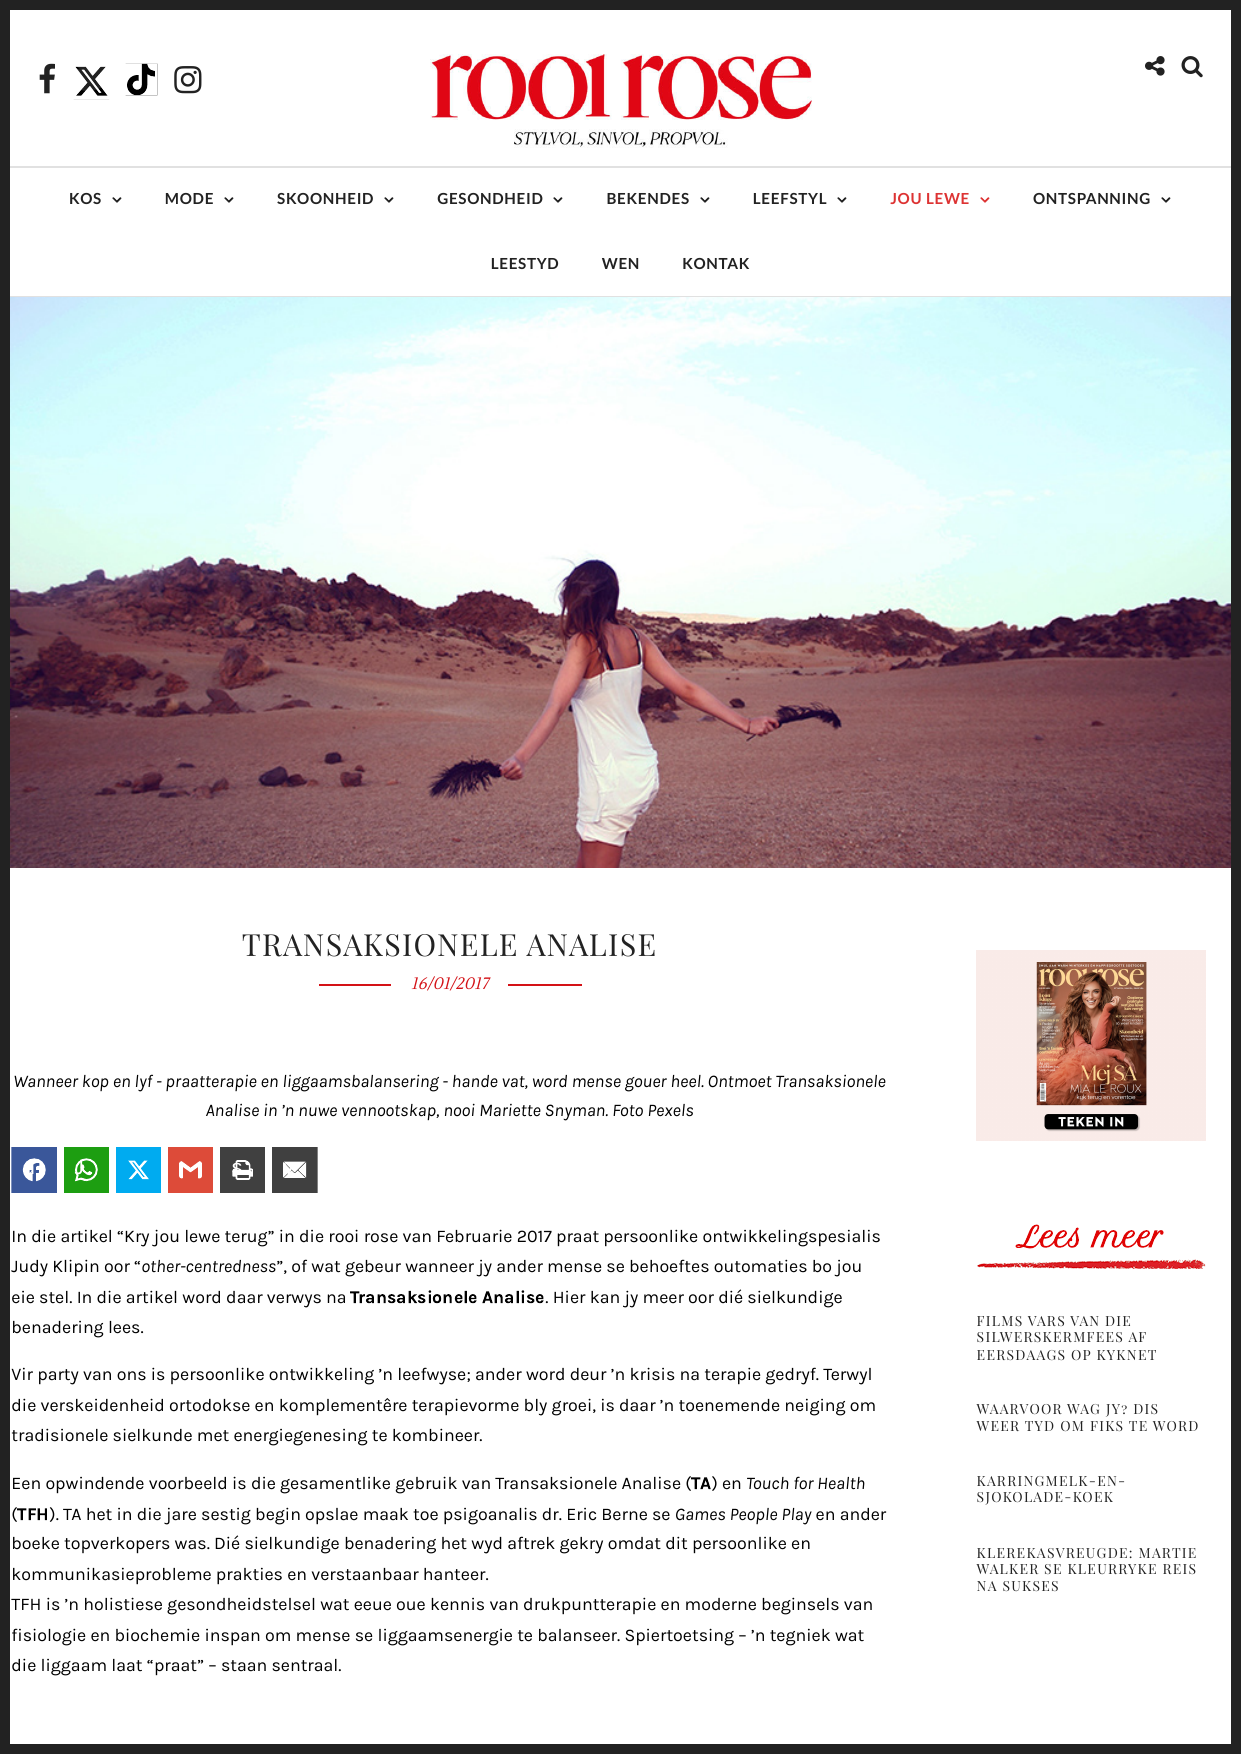 rooi rose
STYLVOL, SINVOL, PROPVOL.
KOS MODE SKOONHEID GESONDHEID BEKENDES LEEFSTYL JOU LEWE ONTSPANNING
LEESTYD WEN KONTAK
TRANSAKSIONELE ANALISE
16/01/2017
Wanneer kop en lyf - praatterapie en liggaamsbalansering - hande vat, word mense gouer heel. Ontmoet Transaksionele
Analise in ’n nuwe vennootskap, nooi Mariette Snyman. Foto Pexels
In die artikel “Kry jou lewe terug” in die rooi rose van Februarie 2017 praat persoonlike ontwikkelingspesialis
Judy Klipin oor “other-centredness”, of wat gebeur wanneer jy ander mense se behoeftes outomaties bo jou
eie stel. In die artikel word daar verwys na Transaksionele Analise. Hier kan jy meer oor dié sielkundige
benadering lees.
Vir party van ons is persoonlike ontwikkeling ’n leefwyse; ander word deur ’n krisis na terapie gedryf. Terwyl
die verskeidenheid ortodokse en komplementêre terapievorme bly groei, is daar ’n toenemende neiging om
tradisionele sielkunde met energiegenesing te kombineer.
Een opwindende voorbeeld is die gesamentlike gebruik van Transaksionele Analise (TA) en Touch for Health
(TFH). TA het in die jare sestig begin opslae maak toe psigoanalis dr. Eric Berne se Games People Play en ander
boeke topverkopers was. Dié sielkundige benadering het wyd aftrek gekry omdat dit persoonlike en
kommunikasieprobleme prakties en verstaanbaar hanteer.
TFH is ’n holistiese gesondheidstelsel wat eeue oue kennis van drukpuntterapie en moderne beginsels van
fisiologie en biochemie inspan om mense se liggaamsenergie te balanseer. Spiertoetsing – ’n tegniek wat
die liggaam laat “praat” – staan sentraal.
rooi rose
Mej SA
MIA LE ROUX
TEKEN IN
Lees meer
FILMS VARS VAN DIE
SILWERSKERMFEES AF
EERSDAAGS OP KYKNET
WAARVOOR WAG JY? DIS
WEER TYD OM FIKS TE WORD
KARRINGMELK-EN-
SJOKOLADE-KOEK
KLEREKASVREUGDE: MARTIE
WALKER SE KLEURRYKE REIS
NA SUKSES